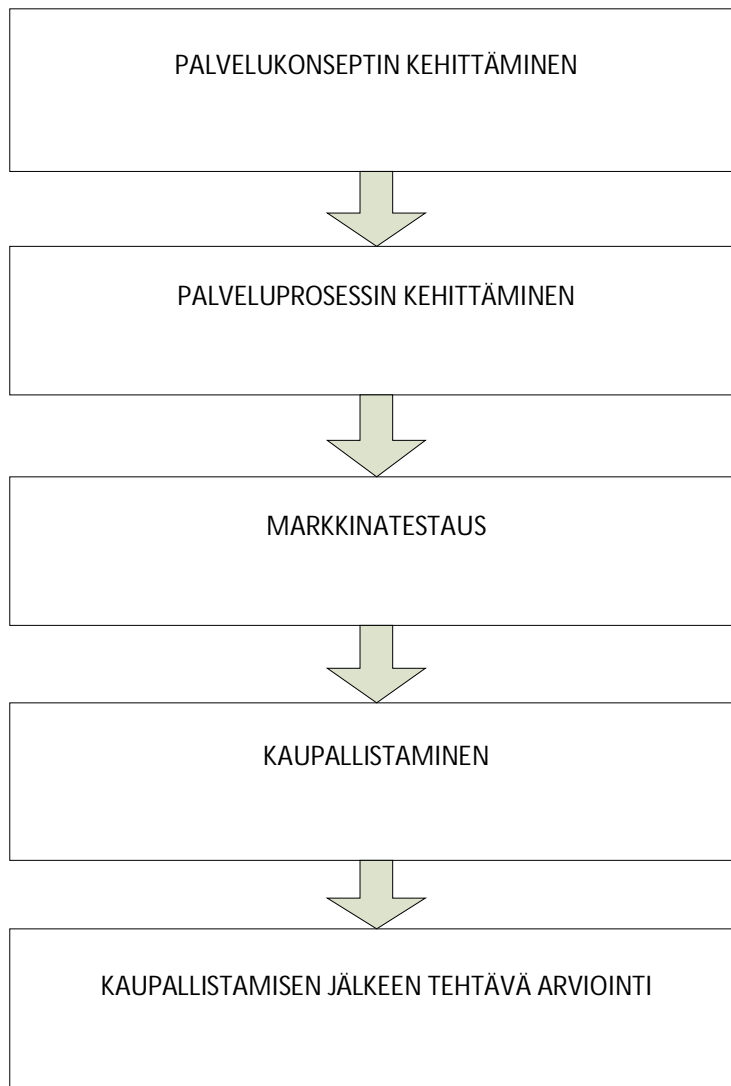 PALVELUKONSEPTIN KEHITTÄMINEN
PALVELUPROSESSIN KEHITTÄMINEN
MARKKINATESTAUS
KAUPALLISTAMINEN
KAUPALLISTAMISEN JÄLKEEN TEHTÄVÄ ARVIOINTI